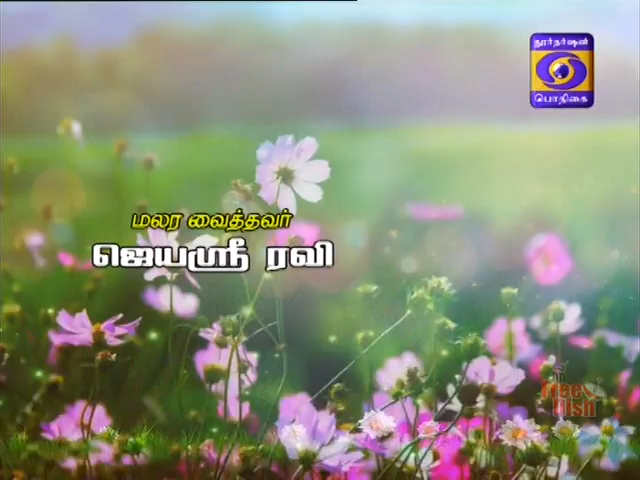 தூர்தர்ஷன்
பொதிகை
மலர வைத்தவர்
ஜெயஸ்ரீ ரவி
Free
Dish